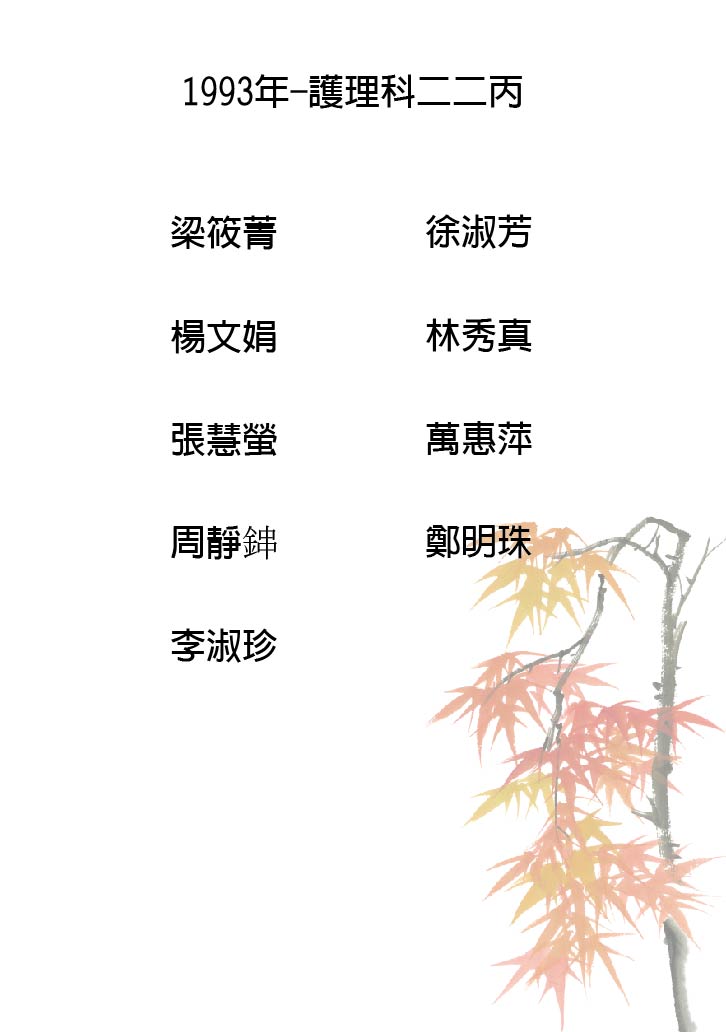 1993年-護理科二二丙
梁筱菁 徐淑芳
楊文娟 林秀真
張慧螢 萬惠萍
周靜鉮 鄭明珠
李淑珍